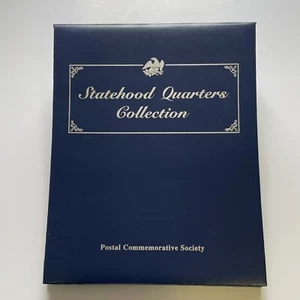 Statehood Quarters
Collection
Postal Commemorative Society